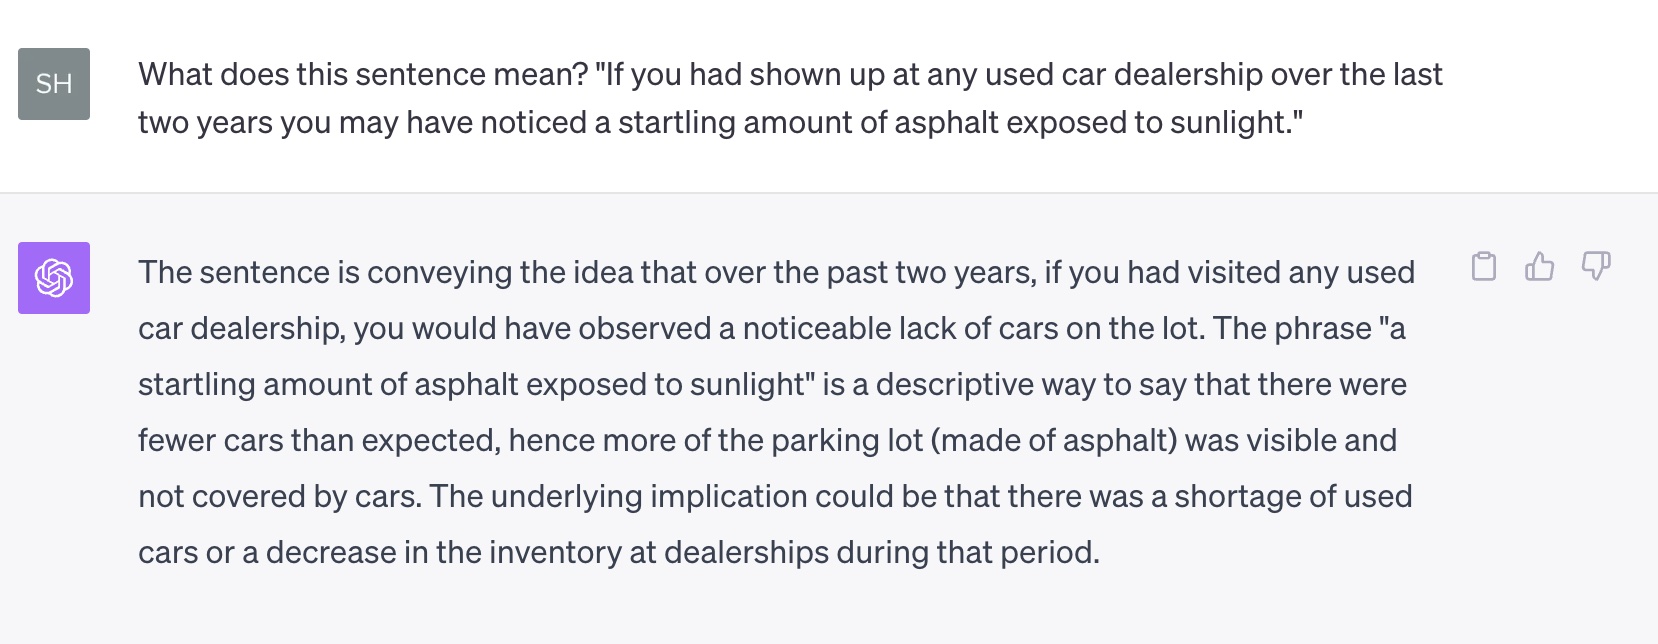 SH
What does this sentence mean? "If you had shown up at any used car dealership over the last
two years you may have noticed a startling amount of asphalt exposed to sunlight."
The sentence is conveying the idea that over the past two years, if you had visited any used
car dealership, you would have observed a noticeable lack of cars on the lot. The phrase "a
startling amount of asphalt exposed to sunlight" is a descriptive way to say that there were
fewer cars than expected, hence more of the parking lot (made of asphalt) was visible and
not covered by cars. The underlying implication could be that there was a shortage of used
cars or a decrease in the inventory at dealerships during that period.